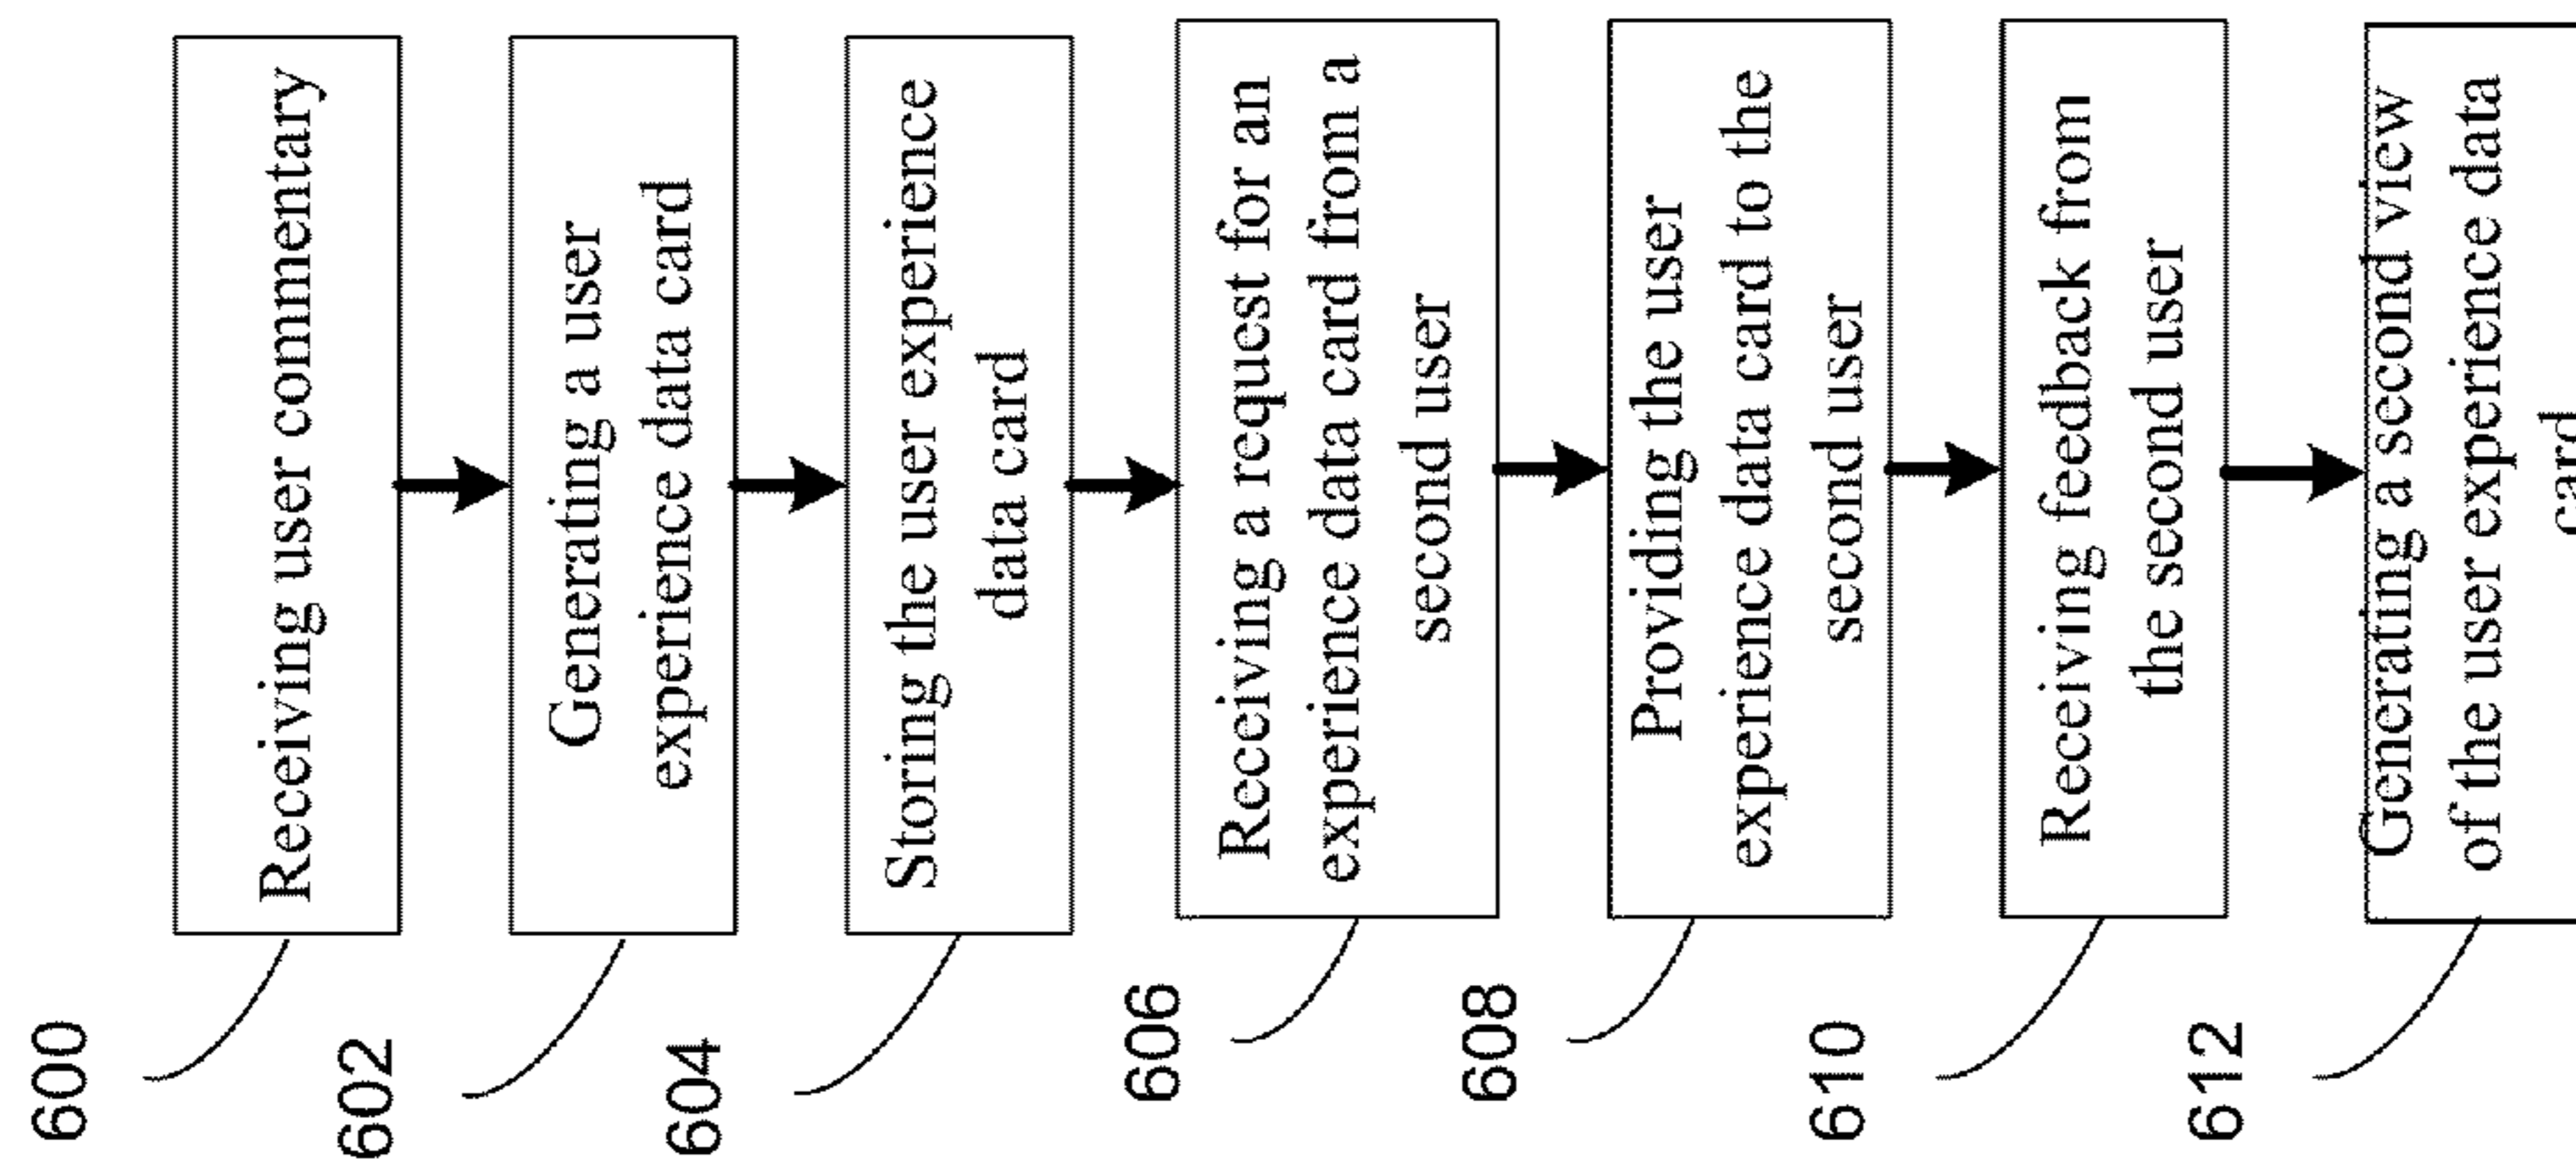 600
Receiving user commentary
602
Generating a user
experience data card
604
Storing the user experience
data card
606
Receiving a request for an
experience data card from a
second user
608
Providing the user
experience data card to the
second user
610
Receiving feedback from
the second user
612
Generating a second view
of the user experience data
card